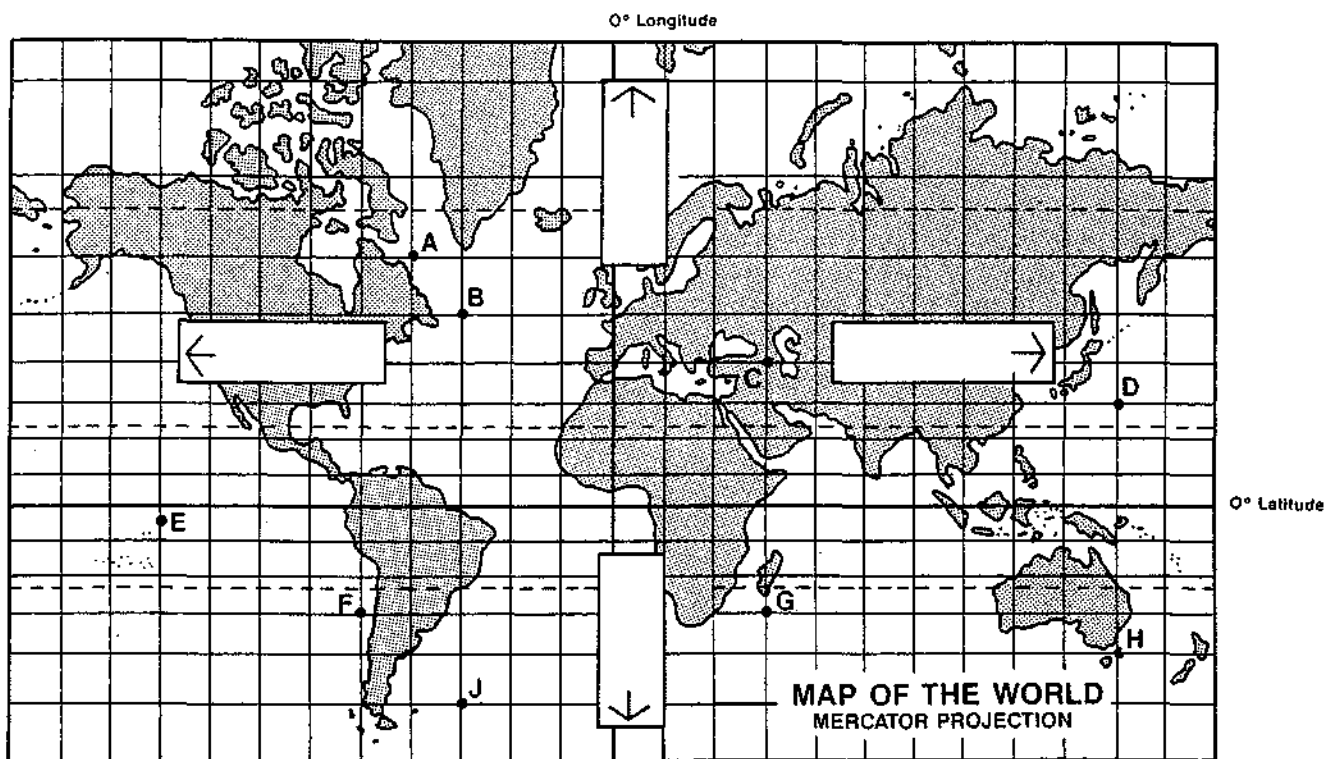 0° Longitude
A
B
C
D
0° Latitude
E
F
G
H
J
MAP OF THE WORLD
MERCATOR PROJECTION